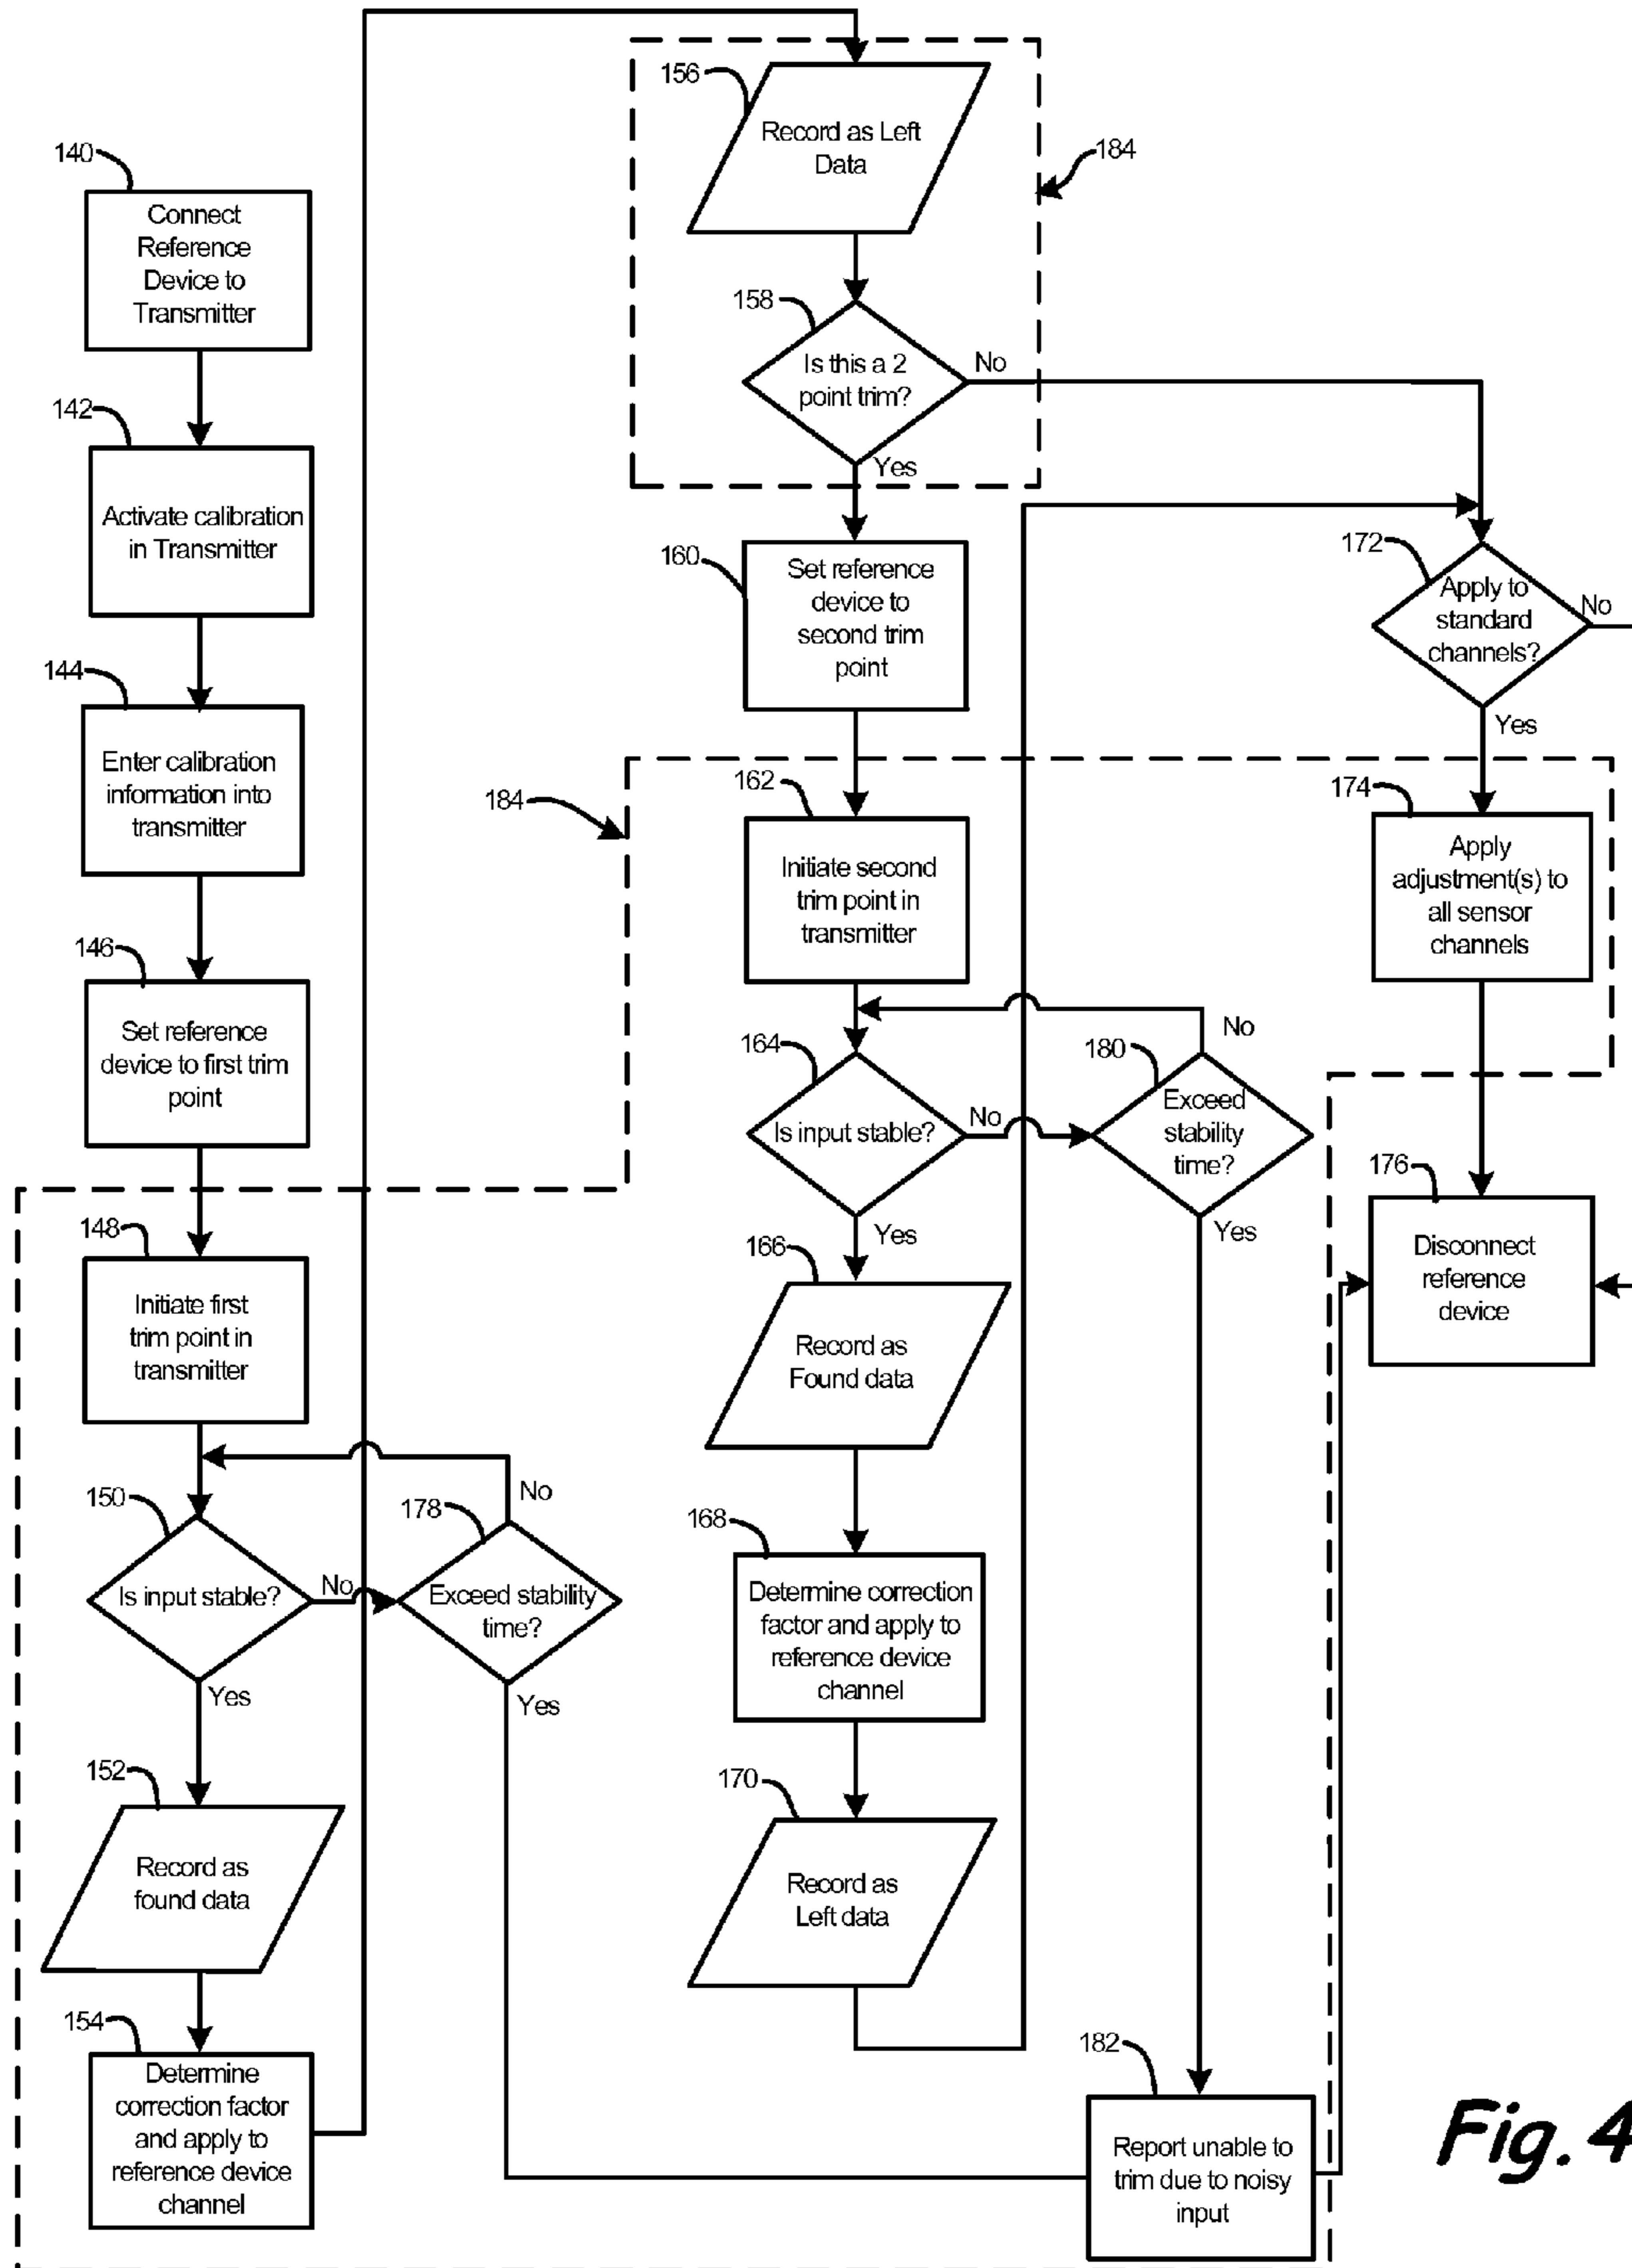 140
Connect
Reference
Device to
Transmitter
142
Activate calibration
in Transmitter
144
Enter calibration
information into
transmitter
146
Set reference
device to first trim
point
148
Initiate first
trim point in
transmitter
150
Is input stable?
No
Yes
178
Exceed stability
time?
No
Yes
152
Record as
found data
154
Determine
correction factor
and apply to
reference device
channel
156
Record as Left
Data
184
158
Is this a 2
point trim?
No
Yes
160
Set reference
device to
second trim
point
184
162
Initiate second
trim point in
transmitter
164
Is input stable?
No
Yes
180
Exceed
stability
time?
No
Yes
166
Record as
Found data
168
Determine correction
factor and apply to
reference device
channel
170
Record as
Left data
172
Apply to
standard
channels?
No
Yes
174
Apply
adjustment(s) to
all sensor
channels
176
Disconnect
reference
device
182
Report unable to
trim due to noisy
input
Fig. 4